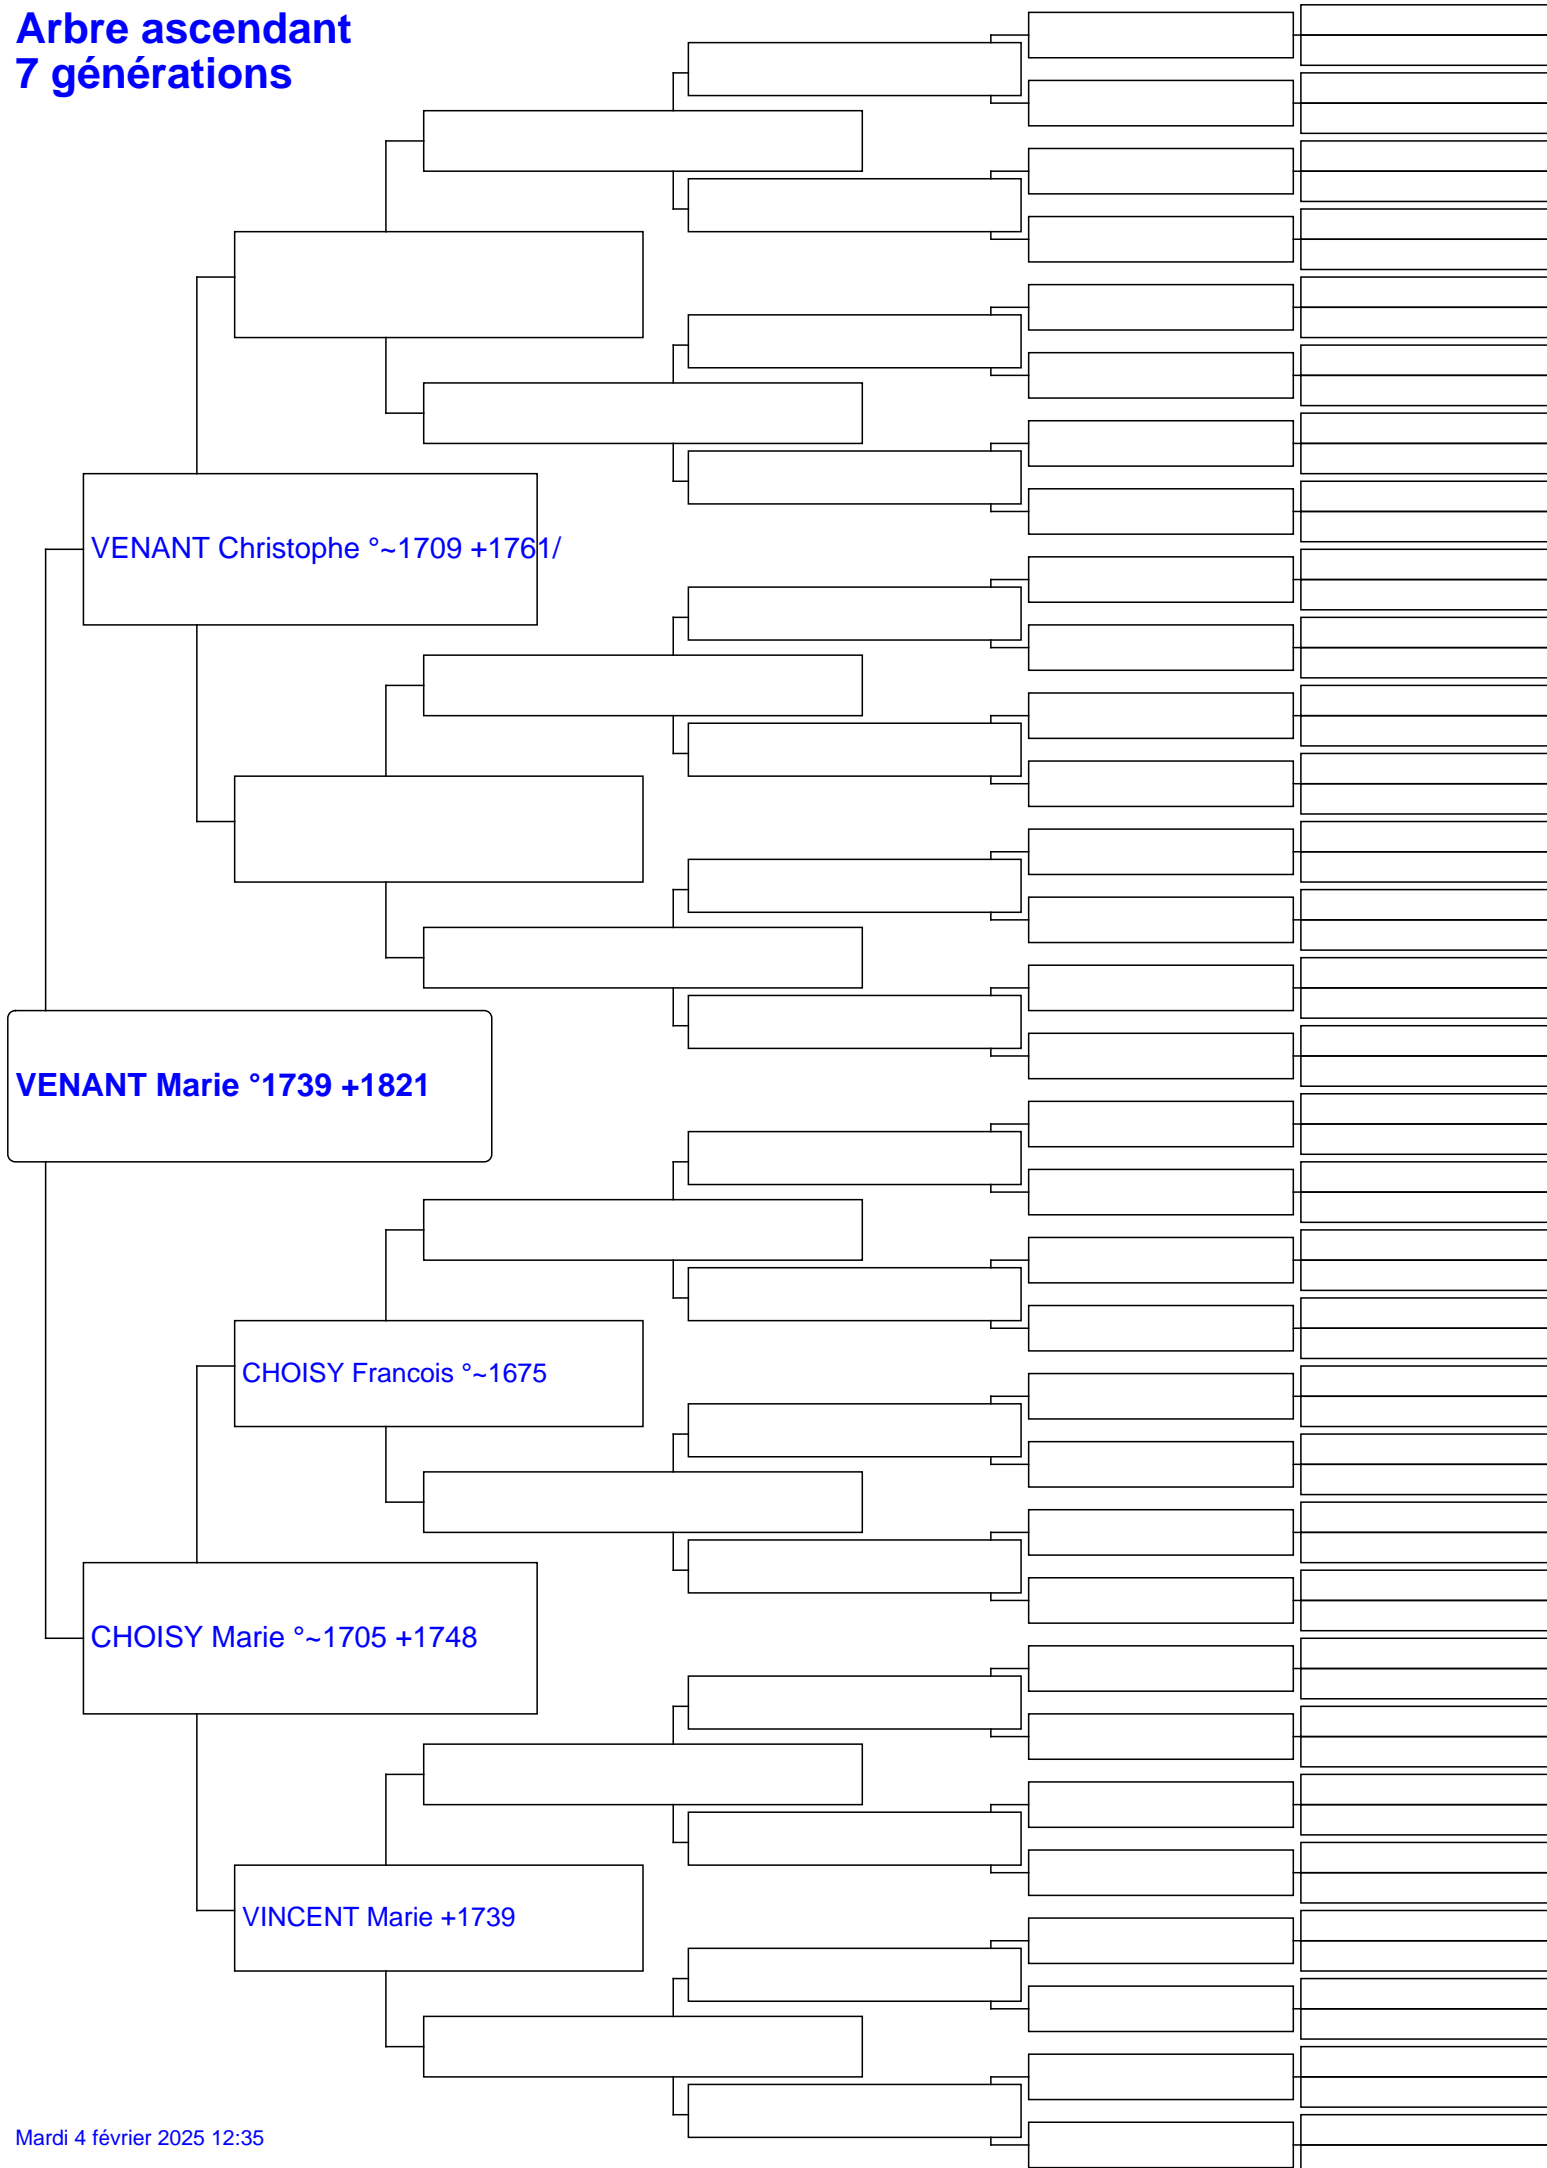 Arbre ascendant
7 générations
VENANT Christophe °~1709 +1761/
VENANT Marie °1739 +1821
CHOISY Francois °~1675
CHOISY Marie °~1705 +1748
VINCENT Marie +1739
Mardi 4 février 2025 12:35